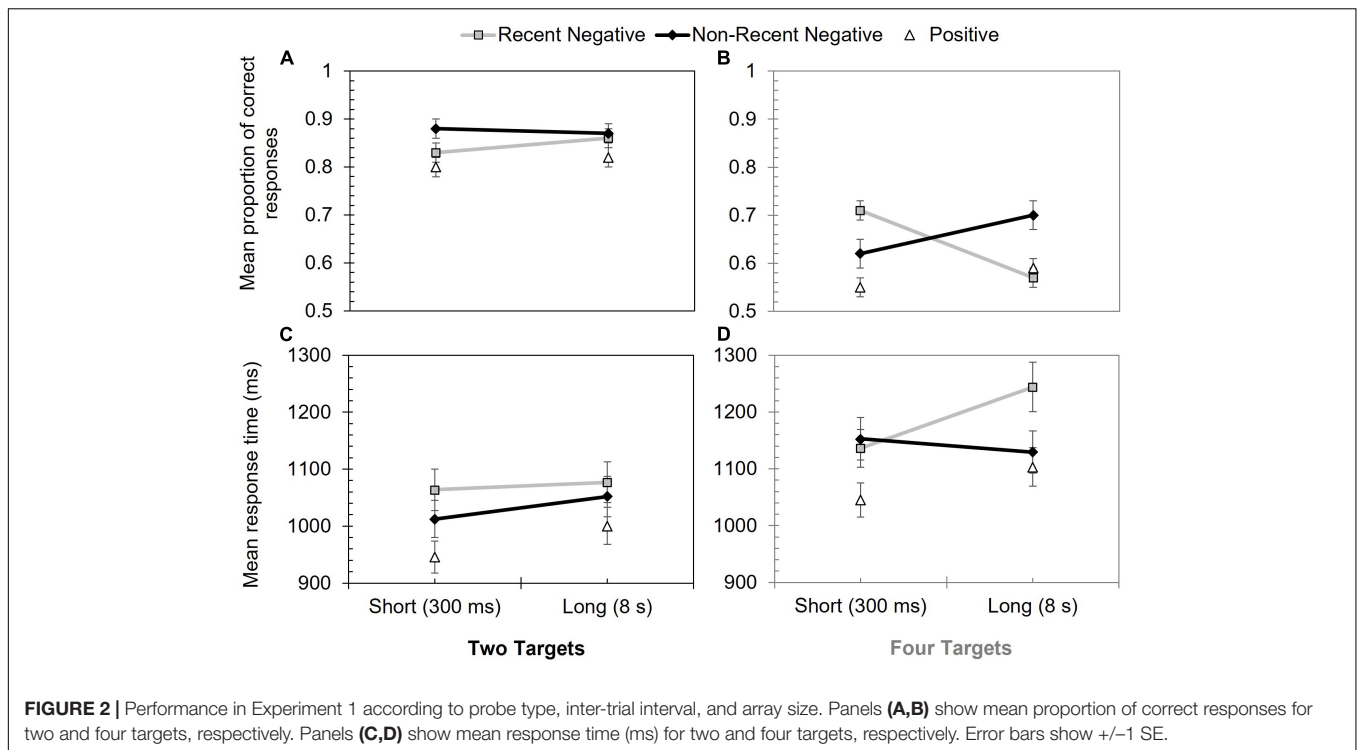 Recent Negative Non-Recent Negative Positive
A
B
Mean proportion of correct
responses
1
0.9
0.8
0.7
0.6
0.5
1
0.9
0.8
0.7
0.6
0.5
C
D
Mean response time (ms)
1300
1200
1100
1000
900
1300
1200
1100
1000
900
Short (300 ms) Long (8 s)
Short (300 ms) Long (8 s)
Two Targets
Four Targets
FIGURE 2 | Performance in Experiment 1 according to probe type, inter-trial interval, and array size. Panels (A,B) show mean proportion of correct responses for
two and four targets, respectively. Panels (C,D) show mean response time (ms) for two and four targets, respectively. Error bars show +/–1 SE.